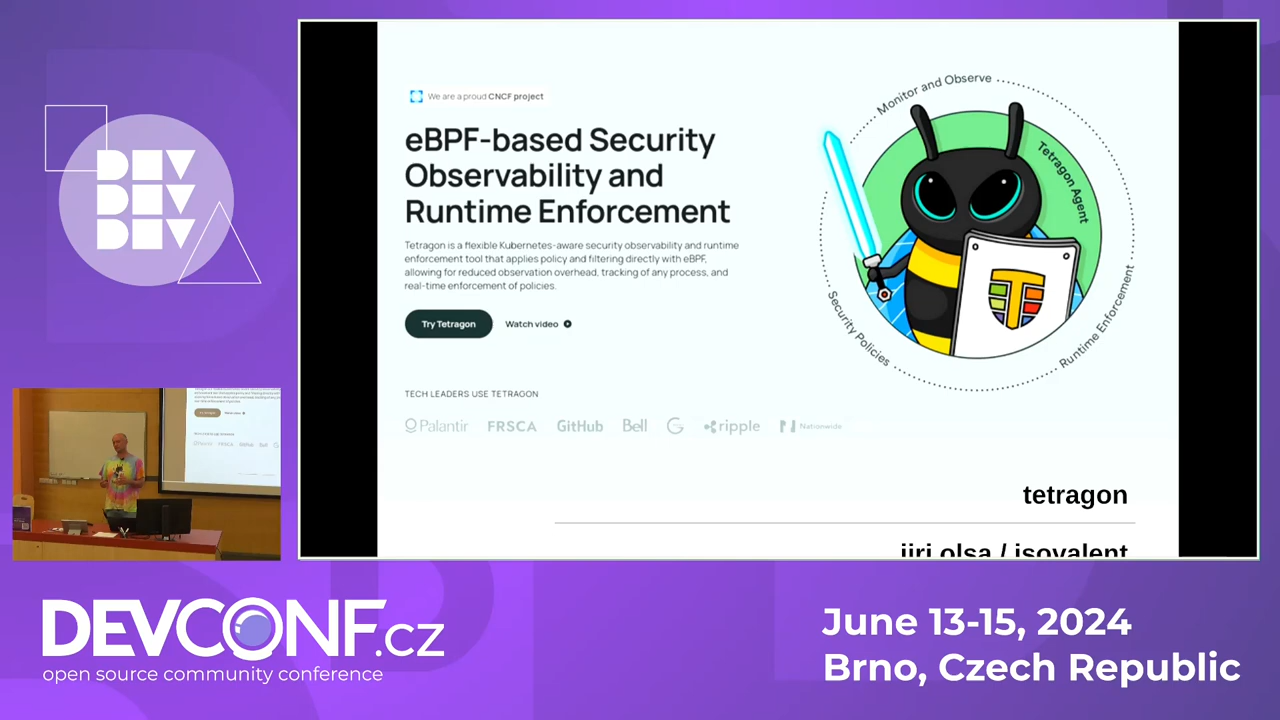 DEV
DEV
DEV
We are a proud CNCF project
eBPF-based Security
Observability and
Runtime Enforcement
Tetragon is a flexible Kubernetes-aware security observability and runtime
enforcement tool that applies policy and filtering directly with eBPF,
allowing for reduced observation overhead, tracking of any process, and
real-time enforcement of policies.
Try Tetragon
Watch video
TECH LEADERS USE TETRAGON
Palantir
FRSCA
GitHub
Bell
G
ripple
Nationwide
Monitor and Observe
Tetragon Agent
Security Policies
Runtime Enforcement
tetragon
jiri olsa / isovalent
DEVCONF.cz
open source community conference
June 13-15, 2024
Brno, Czech Republic